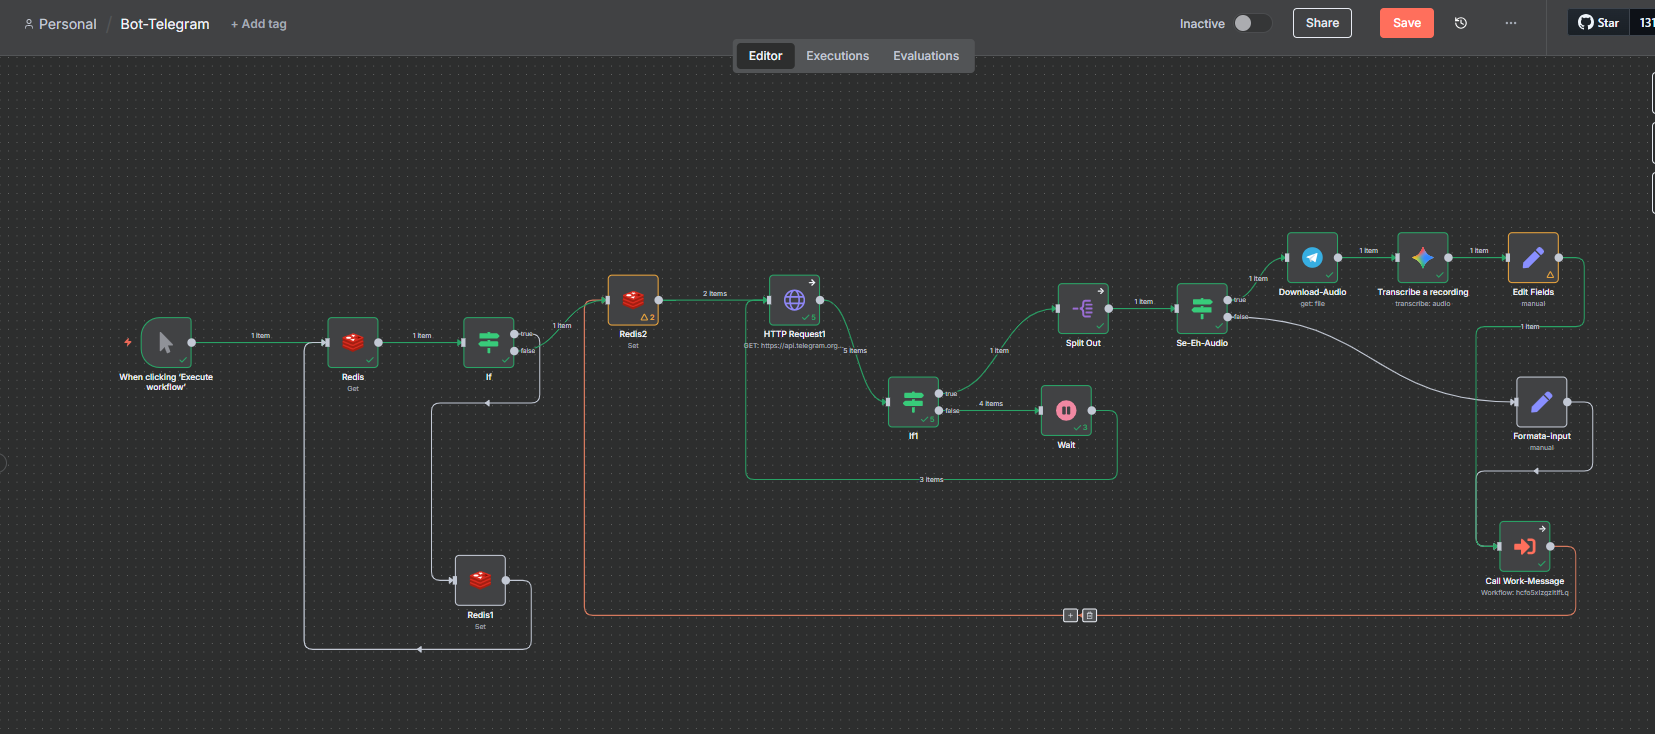 Personal / Bot-Telegram + Add tag
Inactive
Share
Save
...
Star
131
Editor Executions Evaluations
When clicking 'Execute
workflow'
1 item
Redis
Get
1 item
If
true
false
1 item
Redis1
Set
2
Redis2
Set
2 items
5
HTTP Request1
GET: https://api.telegram.org...
5 items
5
If1
true
false
1 item
4 items
3
Wait
3 items
Split Out
1 item
Se-Eh-Audio
true
false
1 item
Download-Audio
get: file
1 item
Transcribe a recording
transcribe: audio
1 item
Edit Fields
manual
1 item
Formata-Input
manual
Call Work-Message